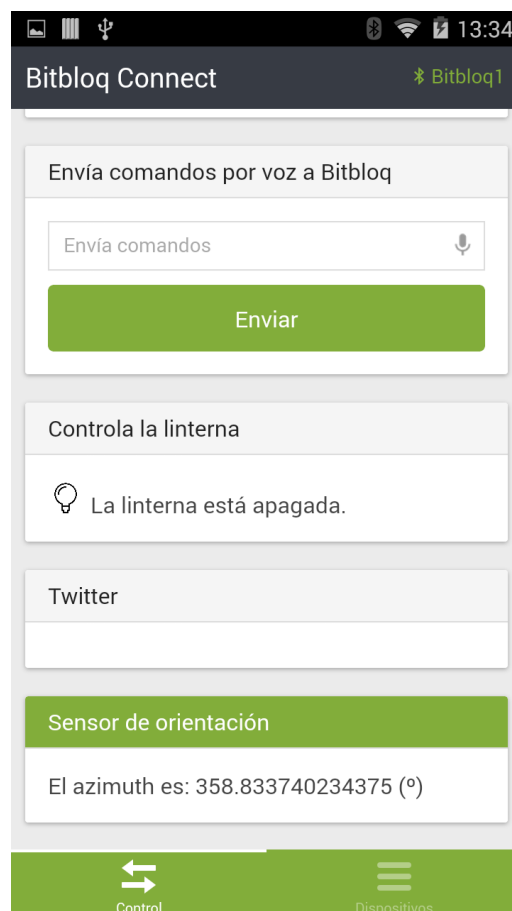 13:34
Bitbloq Connect
Bitbloq1
Envía comandos por voz a Bitbloq
Envía comandos
Enviar
Controla la linterna
La linterna está apagada.
Twitter
Sensor de orientación
El azimuth es: 358.833740234375 (º)
Control
Dispositivos